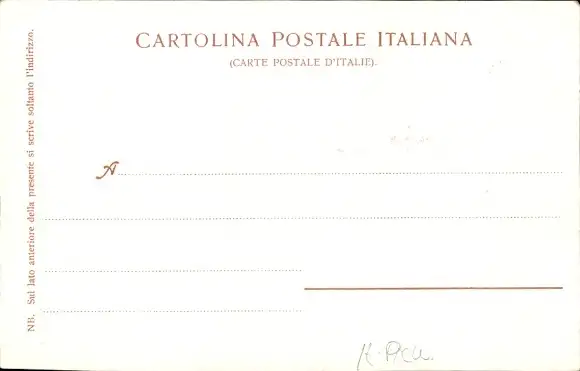 CARTOLINA POSTALE ITALIANA
(CARTE POSTALE D'ITALIE).
A
NB. Sul lato anteriore della presente si scrive soltanto l'indirizzo.